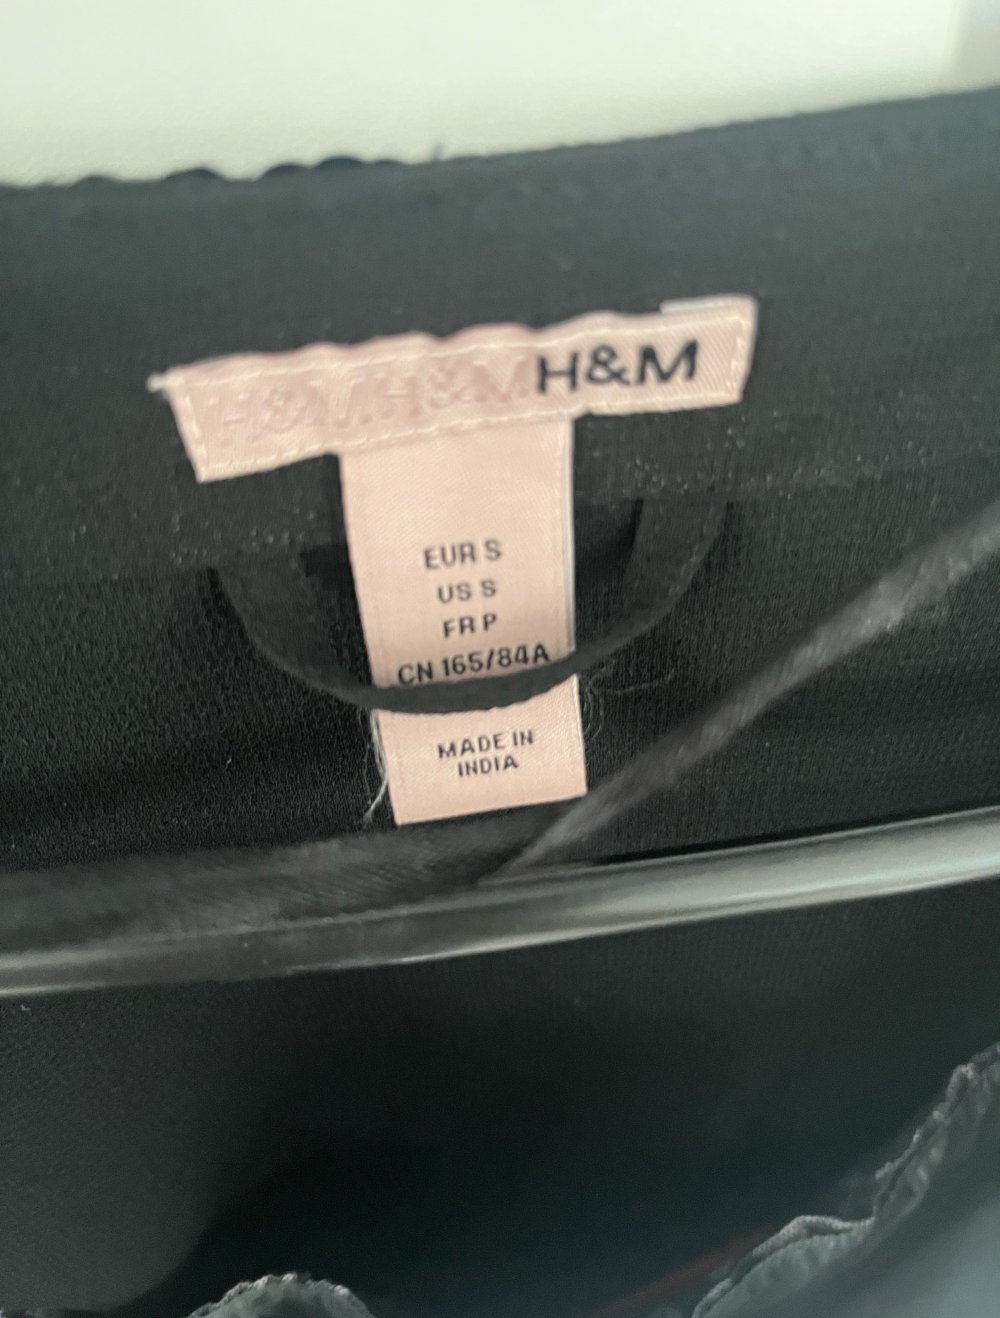 H&M H&M H&M
EUR S
US S
FR P
CN 165/84A
MADE IN
INDIA